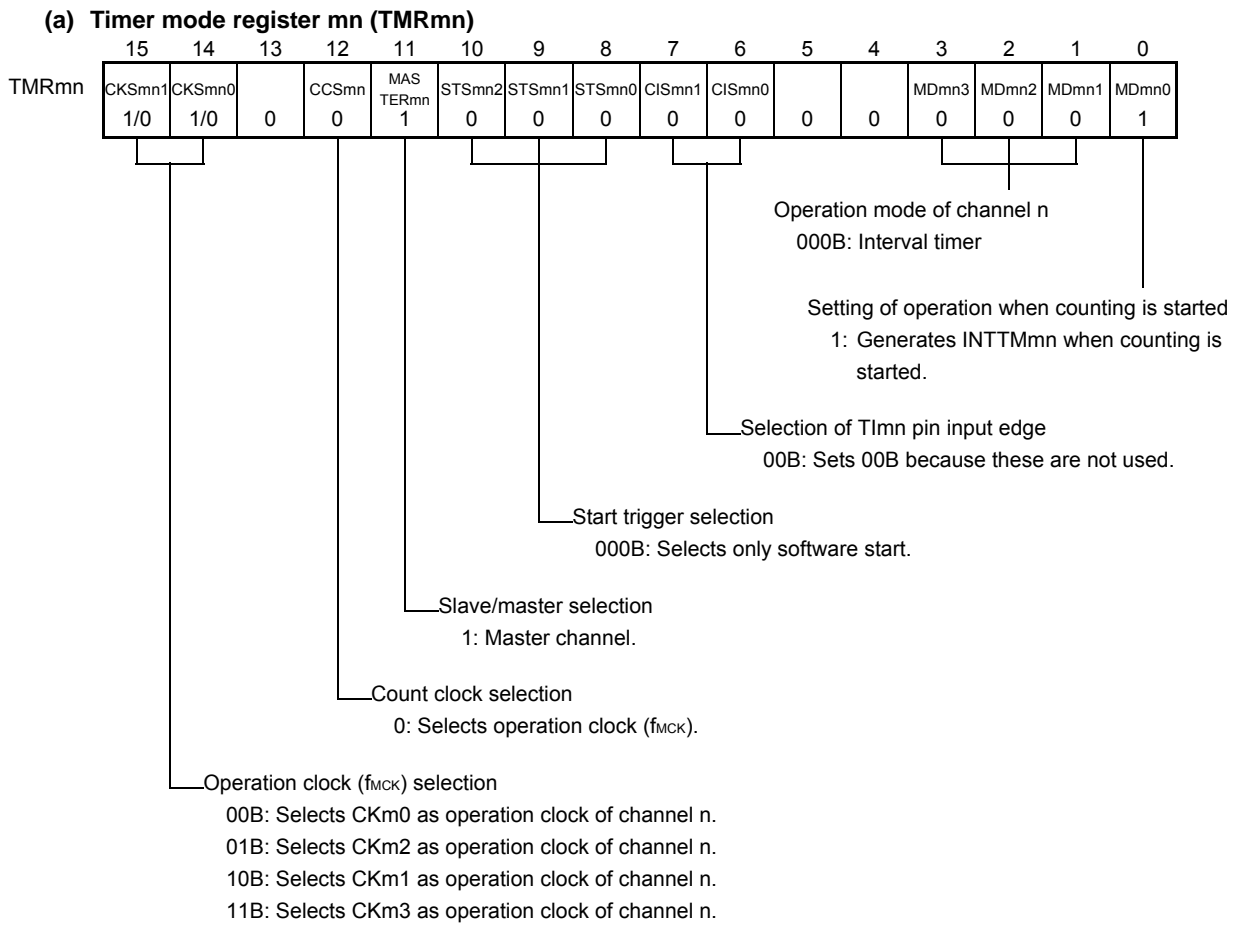 (a) Timer mode register mn (TMRmn)
15 14 13 12 11 10 9 8 7 6 5 4 3 2 1 0
TMRmn CKSmn1 CKSmn0 CCSmn MAS TERmn STSmn2 STSmn1 STSmn0 CISmn1 CISmn0 MDmn3 MDmn2 MDmn1 MDmn0
1/0 1/0 0 0 1 0 0 0 0 0 0 0 0 0 0 1
Operation mode of channel n
000B: Interval timer
Setting of operation when counting is started
1: Generates INTTMmn when counting is
started.
Selection of TImn pin input edge
00B: Sets 00B because these are not used.
Start trigger selection
000B: Selects only software start.
Slave/master selection
1: Master channel.
Count clock selection
0: Selects operation clock (fMCK).
Operation clock (fMCK) selection
00B: Selects CKm0 as operation clock of channel n.
01B: Selects CKm2 as operation clock of channel n.
10B: Selects CKm1 as operation clock of channel n.
11B: Selects CKm3 as operation clock of channel n.